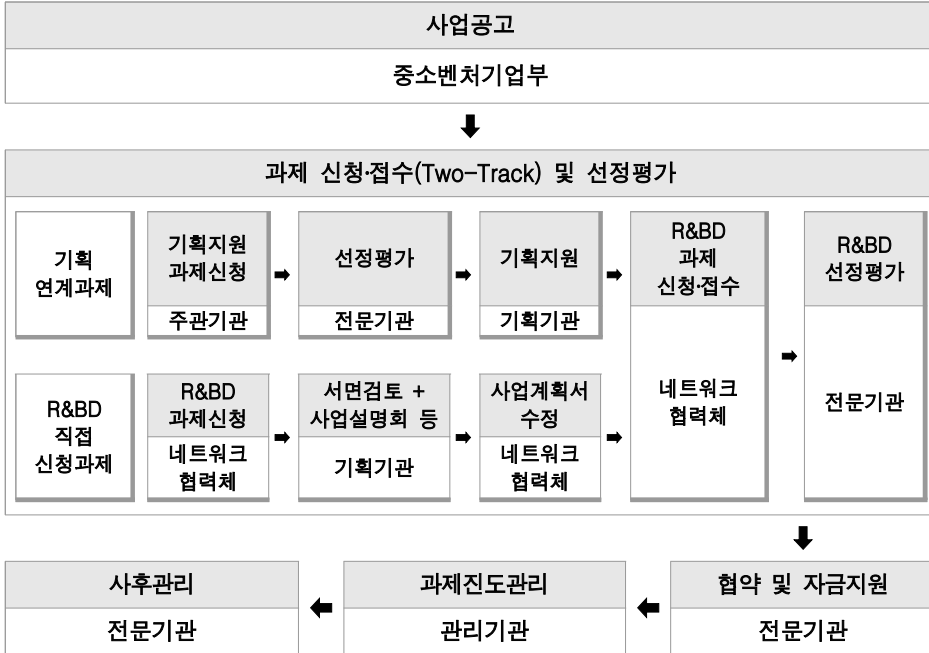 사업공고
중소벤처기업부
과제 신청·접수(Two-Track) 및 선정평가
기획
연계과제
기획지원
과제신청
주관기관
선정평가
전문기관
기획지원
기획기관
R&BD
과제
신청·접수
네트워크
협력체
R&BD
선정평가
전문기관
R&BD
직접
신청과제
R&BD
과제신청
네트워크
협력체
서면검토 +
사업설명회 등
기획기관
사업계획서
수정
네트워크
협력체
사후관리
전문기관
과제진도관리
관리기관
협약 및 자금지원
전문기관